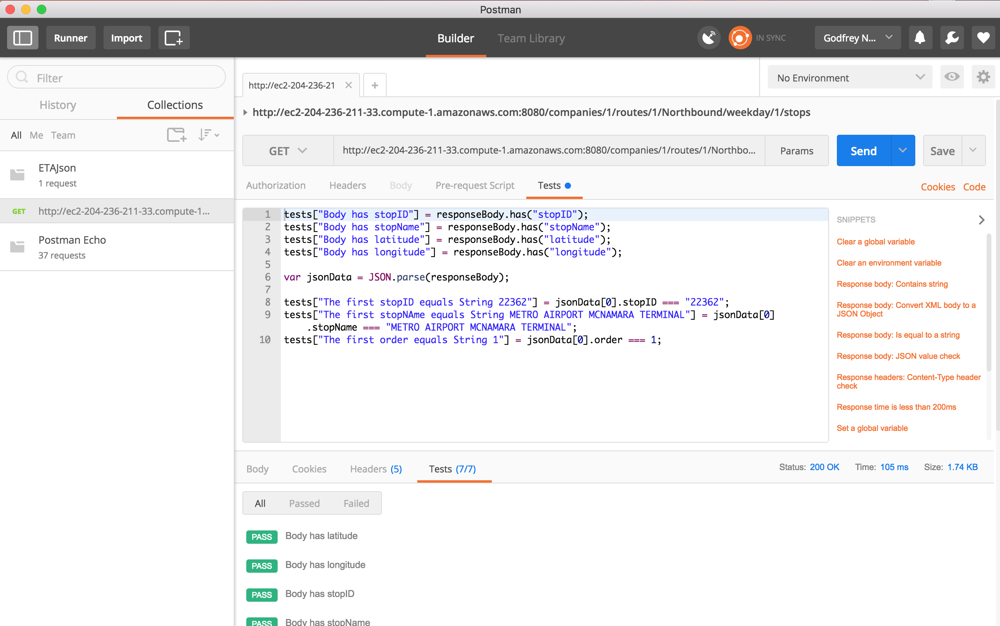 Postman
Runner
Import
Builder
Team Library
IN SYNC
Godfrey N...
Filter
History
Collections
All Me Team
ETAJson
1 request
GET http://ec2-204-236-211-33.compute-1...
Postman Echo
37 requests
http://ec2-204-236-21
No Environment
http://ec2-204-236-211-33.compute-1.amazonaws.com:8080/companies/1/routes/1/Northbound/weekday/1/stops
GET
http://ec2-204-236-211-33.compute-1.amazonaws.com:8080/companies/1/routes/1/Northbo...
Params
Send
Save
Authorization Headers Body Pre-request Script Tests
Cookies Code
1 tests["Body has stopID"] = responseBody.has("stopID");
2 tests["Body has stopName"] = responseBody.has("stopName");
3 tests["Body has latitude"] = responseBody.has("latitude");
4 tests["Body has longitude"] = responseBody.has("longitude");
5
6 var jsonData = JSON.parse(responseBody);
7
8 tests["The first stopID equals String 22362"] = jsonData[0].stopID === "22362";
9 tests["The first stopNAme equals String METRO AIRPORT MCNAMARA TERMINAL"] = jsonData[0]
.stopName === "METRO AIRPORT MCNAMARA TERMINAL";
10 tests["The first order equals String 1"] = jsonData[0].order === 1;
SNIPPETS
Clear a global variable
Clear an environment variable
Response body: Contains string
Response body: Convert XML body to a
JSON Object
Response body: Is equal to a string
Response body: JSON value check
Response headers: Content-Type header
check
Response time is less than 200ms
Set a global variable
Body Cookies Headers (5) Tests (7/7)
Status: 200 OK Time: 105 ms Size: 1.74 KB
All Passed Failed
PASS Body has latitude
PASS Body has longitude
PASS Body has stopID
PASS Body has stopName